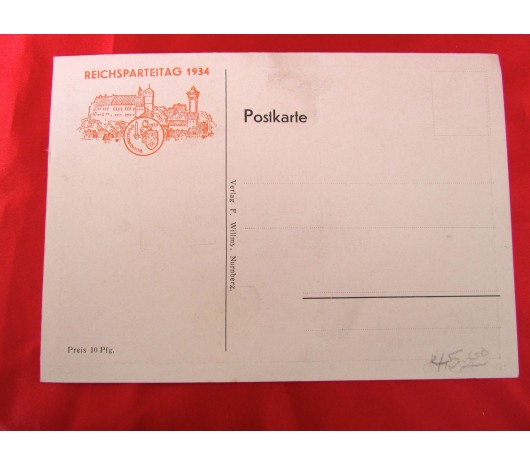 REICHSPARTEITAG 1934
Postkarte
Verlag F. Willmy, Nürnberg.
Preis 10 Pfg.
45.00